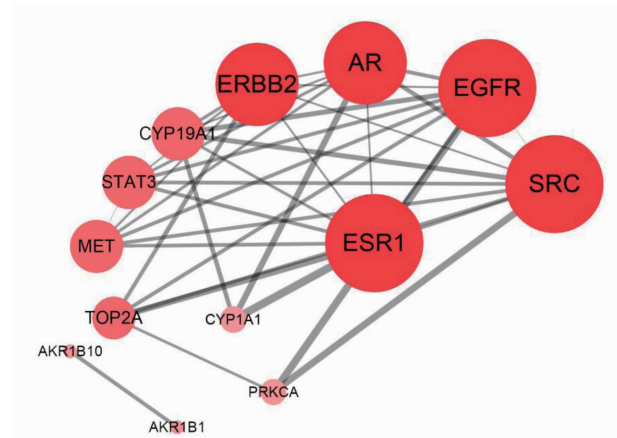 AR
ERBB2
EGFR
CYP19A1
STAT3
SRC
MET
ESR1
TOP2A
CYP1A1
AKR1B10
PRKCA
AKR1B1